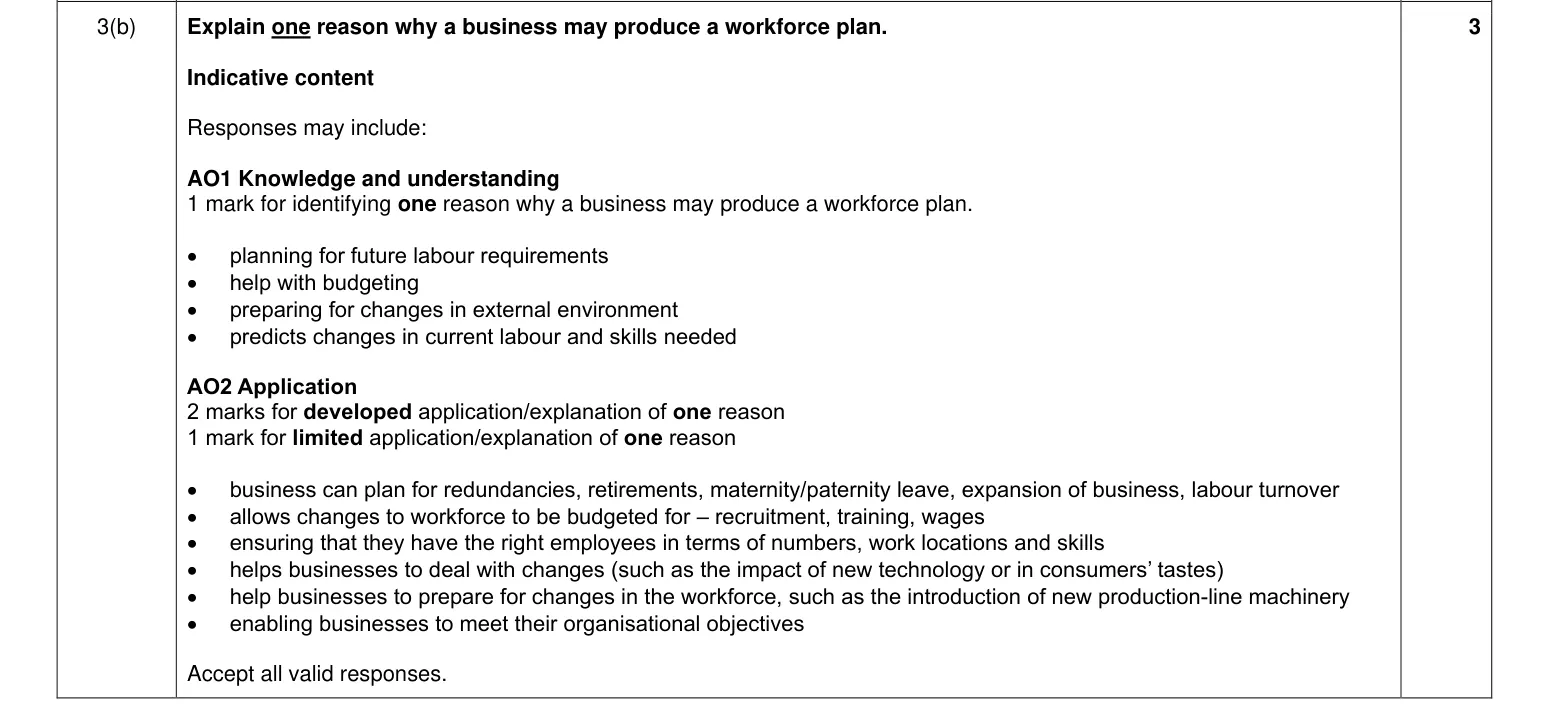 3(b) Explain one reason why a business may produce a workforce plan. 3
Indicative content
Responses may include:
AO1 Knowledge and understanding
1 mark for identifying one reason why a business may produce a workforce plan.
• planning for future labour requirements
• help with budgeting
• preparing for changes in external environment
• predicts changes in current labour and skills needed
AO2 Application
2 marks for developed application/explanation of one reason
1 mark for limited application/explanation of one reason
• business can plan for redundancies, retirements, maternity/paternity leave, expansion of business, labour turnover
• allows changes to workforce to be budgeted for – recruitment, training, wages
• ensuring that they have the right employees in terms of numbers, work locations and skills
• helps businesses to deal with changes (such as the impact of new technology or in consumers’ tastes)
• help businesses to prepare for changes in the workforce, such as the introduction of new production-line machinery
• enabling businesses to meet their organisational objectives
Accept all valid responses.